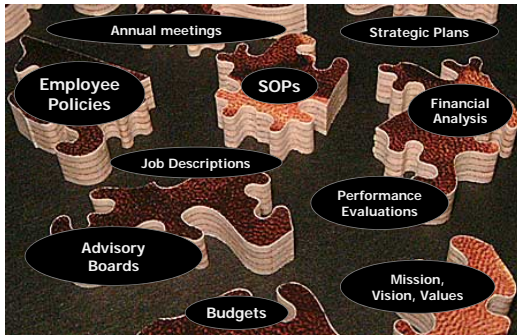 Annual meetings
Strategic Plans
Employee
Policies
SOPs
Financial
Analysis
Job Descriptions
Performance
Evaluations
Advisory
Boards
Mission,
Vision, Values
Budgets